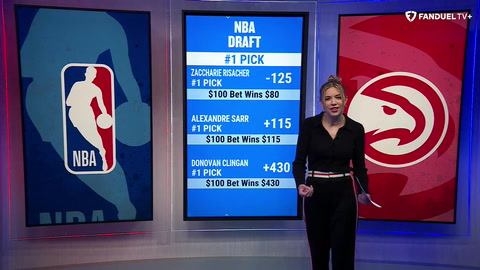 FANDUEL TV+
NBA
DRAFT
#1 PICK
ZACCHARIE RISACHER
#1 PICK
-125
$100 Bet Wins $80
ALEXANDRE SARR
#1 PICK
+115
$100 Bet Wins $115
DONOVAN CLINGAN
#1 PICK
+430
$100 Bet Wins $430
NBA